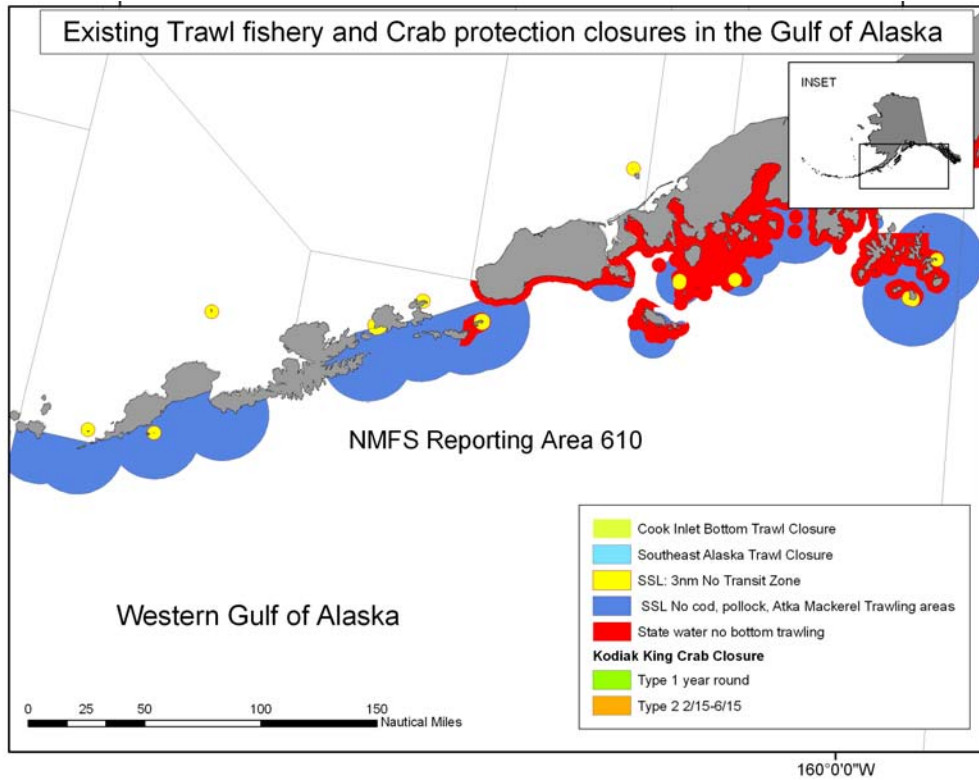 Existing Trawl fishery and Crab protection closures in the Gulf of Alaska
INSET
NMFS Reporting Area 610
Western Gulf of Alaska
Cook Inlet Bottom Trawl Closure
Southeast Alaska Trawl Closure
SSL: 3nm No Transit Zone
SSL No cod, pollock, Atka Mackerel Trawling areas
State water no bottom trawling
Kodiak King Crab Closure
Type 1 year round
Type 2 2/15-6/15
0 25 50 100 150
Nautical Miles
160°0'0"W